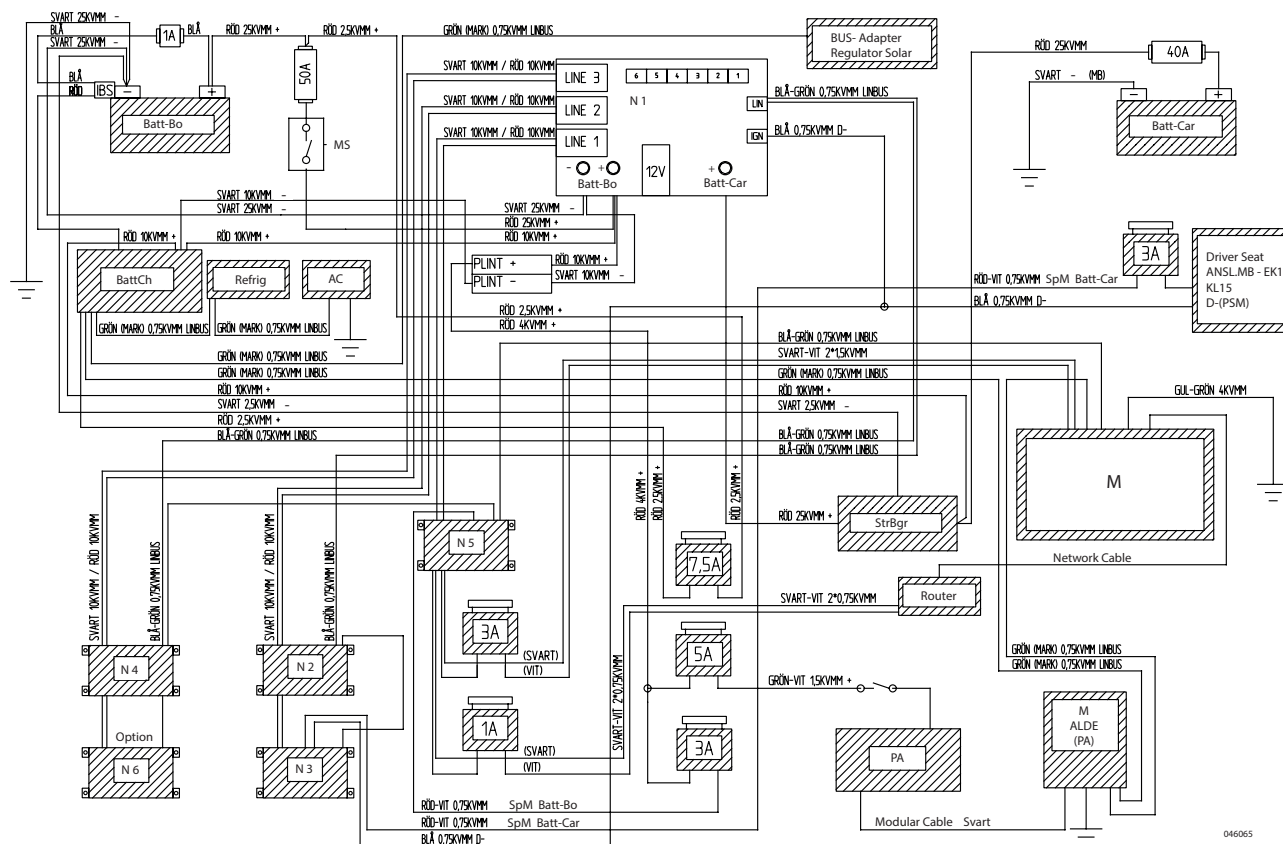 SVART 25KVMM -
BLÅ
1A
BLÅ
RÖD 25KVMM +
RÖD 2,5KVMM +
GRÖN (MARK) 0,75KVMM LINBUS
SVART 25KVMM -
BUS- Adapter
Regulator Solar
RÖD 25KVMM
40A
SVART - (MB)
50A
SVART 10KVMM / RÖD 10KVMM
LINE 3
6 5 4 3 2 1
BLÅ
RÖD
IBS
-
+
Batt-Bo
BLÅ-GRÖN 0,75KVMM LINBUS
LIN
N 1
SVART 10KVMM / RÖD 10KVMM
LINE 2
-
+
Batt-Car
MS
SVART 10KVMM / RÖD 10KVMM
LINE 1
IGN
BLÅ 0,75KVMM D-
- +
Batt-Bo
12V
+
Batt-Car
SVART 10KVMM -
SVART 25KVMM -
SVART 25KVMM -
RÖD 25KVMM +
RÖD 10KVMM +
RÖD 10KVMM +
RÖD 10KVMM +
BattCh
Refrig
AC
PLINT +
PLINT -
RÖD 10KVMM +
SVART 10KVMM -
3A
Driver Seat
ANSL.MB - EK1
KL15
D-(PSM)
RÖD-VIT 0,75KVMM SpM Batt-Car
BLÅ 0,75KVMM D-
RÖD 2,5KVMM +
RÖD 4KVMM +
GRÖN (MARK) 0,75KVMM LINBUS
GRÖN (MARK) 0,75KVMM LINBUS
BLÅ-GRÖN 0,75KVMM LINBUS
SVART-VIT 2*1,5KVMM
GRÖN (MARK) 0,75KVMM LINBUS
GRÖN (MARK) 0,75KVMM LINBUS
GRÖN (MARK) 0,75KVMM LINBUS
RÖD 10KVMM +
RÖD 10KVMM +
SVART 2,5KVMM -
SVART 2,5KVMM -
RÖD 2,5KVMM +
BLÅ-GRÖN 0,75KVMM LINBUS
BLÅ-GRÖN 0,75KVMM LINBUS
BLÅ-GRÖN 0,75KVMM LINBUS
GUL-GRÖN 4KVMM
M
RÖD 4KVMM +
RÖD 2,5KVMM +
RÖD 2,5KVMM +
RÖD 25KVMM +
StrBgr
Network Cable
N 5
7,5A
SVART 10KVMM / RÖD 10KVMM
BLÅ-GRÖN 0,75KVMM LINBUS
SVART 10KVMM / RÖD 10KVMM
BLÅ-GRÖN 0,75KVMM LINBUS
SVART-VIT 2*0,75KVMM
Router
3A
5A
(SVART)
(VIT)
SVART-VIT 2*0,75KVMM
GRÖN (MARK) 0,75KVMM LINBUS
GRÖN (MARK) 0,75KVMM LINBUS
N 4
N 2
GRÖN-VIT 1,5KVMM +
1A
3A
M
ALDE
(PA)
Option
(SVART)
(VIT)
N 6
N 3
PA
RÖD-VIT 0,75KVMM SpM Batt-Bo
RÖD-VIT 0,75KVMM SpM Batt-Car
BLÅ 0,75KVMM D-
Modular Cable Svart
046065